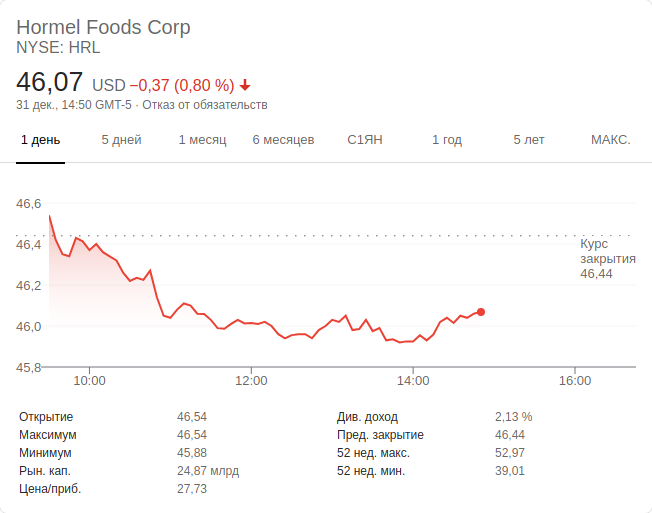 Hormel Foods Corp
NYSE: HRL
46,07 USD −0,37 (0,80 %)
31 дек., 14:50 GMT-5 · Отказ от обязательств
1 день 5 дней 1 месяц 6 месяцев С1ЯН 1 год 5 лет МАКС.
46,6
46,4
46,2
46,0
45,8
Курс
закрытия
46,44
10:00 12:00 14:00 16:00
Открытие 46,54 Див. доход 2,13 %
Максимум 46,54 Пред. закрытие 46,44
Минимум 45,88 52 нед. макс. 52,97
Рын. кап. 24,87 млрд 52 нед. мин. 39,01
Цена/приб. 27,73